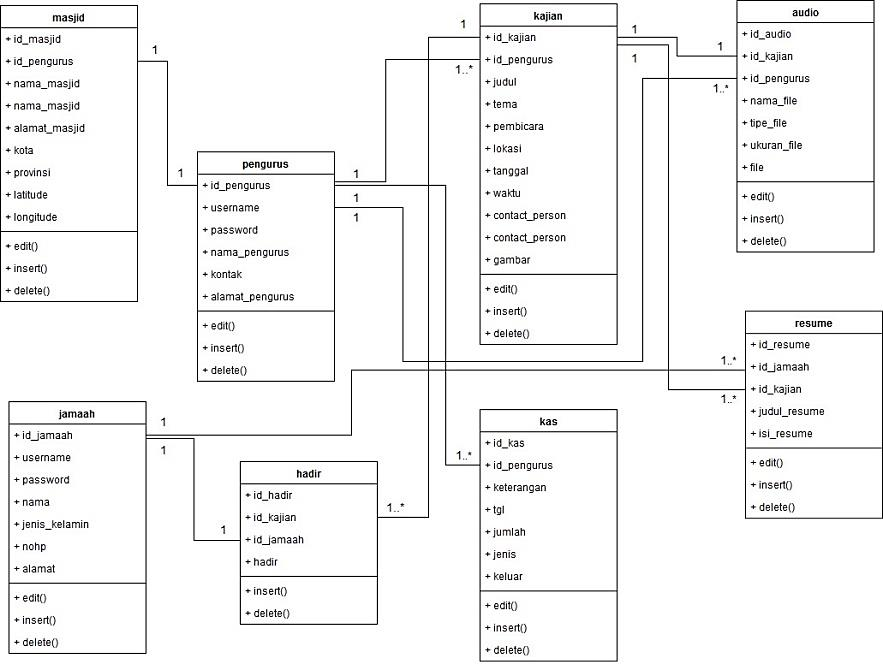 masjid
+ id_masjid
+ id_pengurus
+ nama_masjid
+ nama_masjid
+ alamat_masjid
+ kota
+ provinsi
+ latitude
+ longitude
+ edit()
+ insert()
+ delete()
1
1
pengurus
+ id_pengurus
+ username
+ password
+ nama_pengurus
+ kontak
+ alamat_pengurus
+ edit()
+ insert()
+ delete()
1
1
1
1
1..*
kajian
+ id_kajian
+ id_pengurus
+ judul
+ tema
+ pembicara
+ lokasi
+ tanggal
+ waktu
+ contact_person
+ contact_person
+ gambar
+ edit()
+ insert()
+ delete()
1
1
1
1..*
audio
+ id_audio
+ id_kajian
+ id_pengurus
+ nama_file
+ tipe_file
+ ukuran_file
+ file
+ edit()
+ insert()
+ delete()
jamaah
+ id_jamaah
+ username
+ password
+ nama
+ jenis_kelamin
+ nohp
+ alamat
+ edit()
+ insert()
+ delete()
1
1
1
hadir
+ id_hadir
+ id_kajian
+ id_jamaah
+ hadir
+ insert()
+ delete()
1..*
1..*
kas
+ id_kas
+ id_pengurus
+ keterangan
+ tgl
+ jumlah
+ jenis
+ keluar
+ edit()
+ insert()
+ delete()
1..*
1..*
resume
+ id_resume
+ id_jamaah
+ id_kajian
+ judul_resume
+ isi_resume
+ edit()
+ insert()
+ delete()